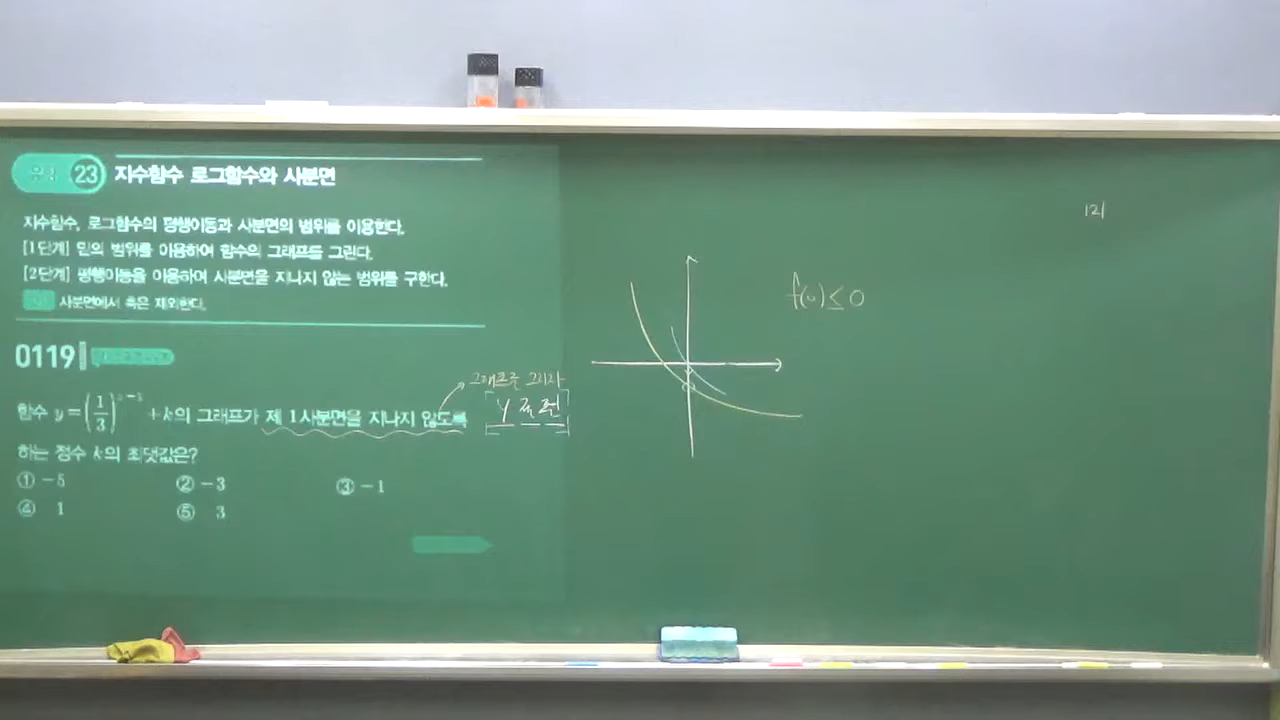 유형 23 지수함수 로그함수와 사분면
지수함수, 로그함수의 평행이동과 사분면의 범위를 이용한다.
[1단계] 밑의 범위를 이용하여 함수의 그래프를 그린다.
[2단계] 평행이동을 이용하여 사분면을 지나지 않는 범위를 구한다.
사분면에서 축은 제외한다.
0119
함수 y=(1/3)^{x-1}+k의 그래프가 제 1사분면을 지나지 않도록
하는 정수 k의 최댓값은?
① -5 ② -3 ③ -1
④ 1 ⑤ 3
그래프를 그리자
y 절편
f(0) ≤ 0
121